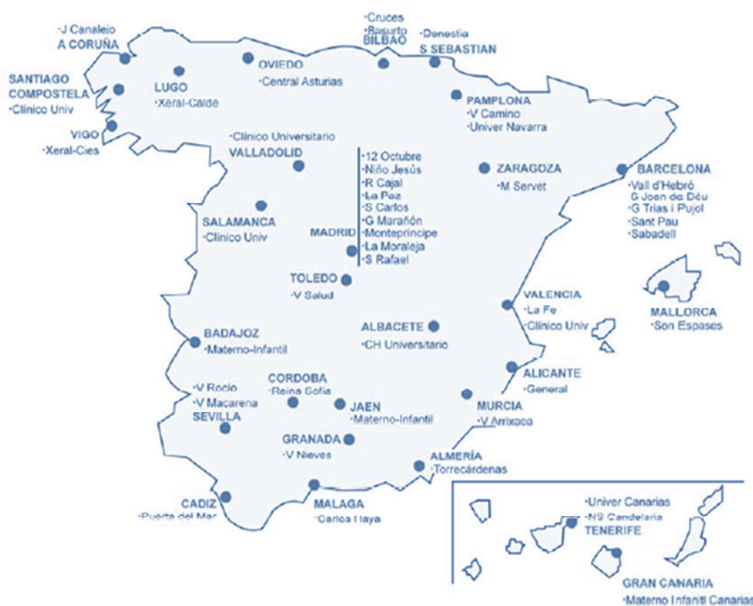 ·Cruces
·Basurto
BILBAO
·Donostia
S SEBASTIAN
·J Canalejo
A CORUÑA
OVIEDO
·Central Asturias
SANTIAGO
COMPOSTELA
·Clínico Univ
LUGO
·Xeral-Calde
PAMPLONA
·V Camino
·Univer Navarra
VIGO
·Xeral-Cies
·Clínico Universitario
VALLADOLID
·12 Octubre
·Niño Jesús
·R Cajal
·La Paz
·S Carlos
·G Marañón
·Montepríncipe
·La Moraleja
·S Rafael
MADRID
ZARAGOZA
·M Servet
BARCELONA
·Vall d'Hebró
S Joan de Déu
·G Trias i Pujol
·Sant Pau
·Sabadell
SALAMANCA
·Clínico Univ
TOLEDO
·V Salud
VALENCIA
·La Fe
·Clínico Univ
MALLORCA
·Son Espases
BADAJOZ
·Materno-Infantil
ALBACETE
·CH Universitario
ALICANTE
·General
·V Rocío
·V Macarena
SEVILLA
CORDOBA
·Reina Sofía
JAEN
·Materno-Infantil
MURCIA
·V Arrixaca
GRANADA
·V Nieves
ALMERÍA
·Torrecárdenas
CADIZ
·Puerta del Mar
MALAGA
·Carlos Haya
·Univer Canarias
·NS Candelaria
TENERIFE
GRAN CANARIA
·Materno Infantil Canarias